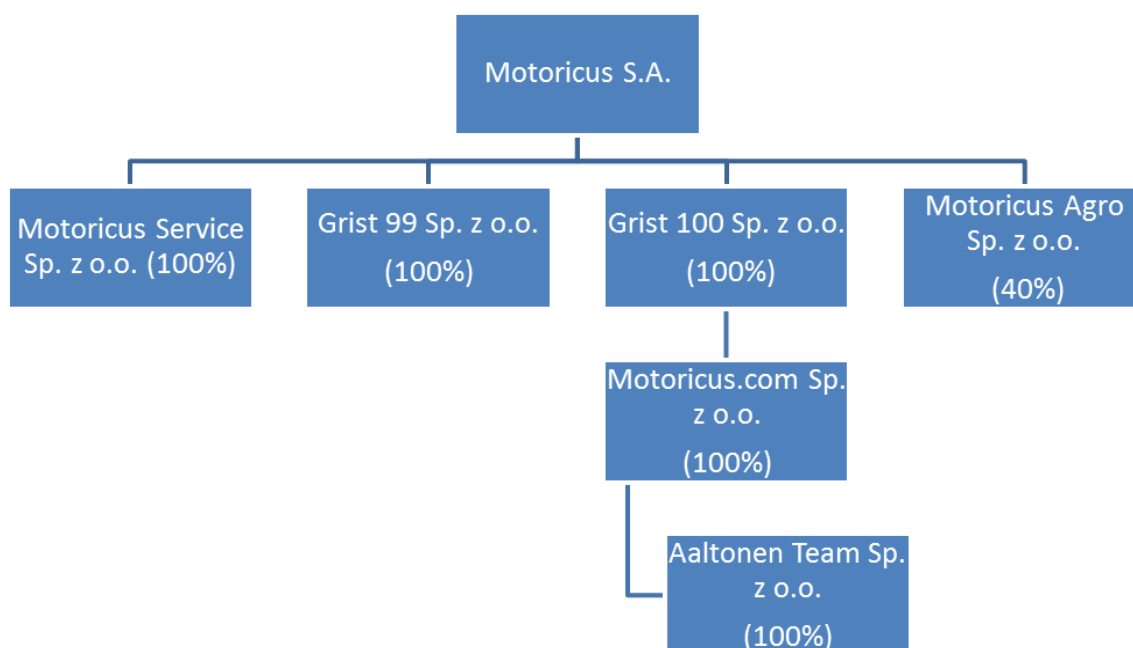 Motoricus S.A.
Motoricus Service
Sp. z o.o. (100%)
Grist 99 Sp. z o.o.
(100%)
Grist 100 Sp. z o.o.
(100%)
Motoricus Agro
Sp. z o.o.
(40%)
Motoricus.com Sp.
z o.o.
(100%)
Aaltonen Team Sp.
z o.o.
(100%)